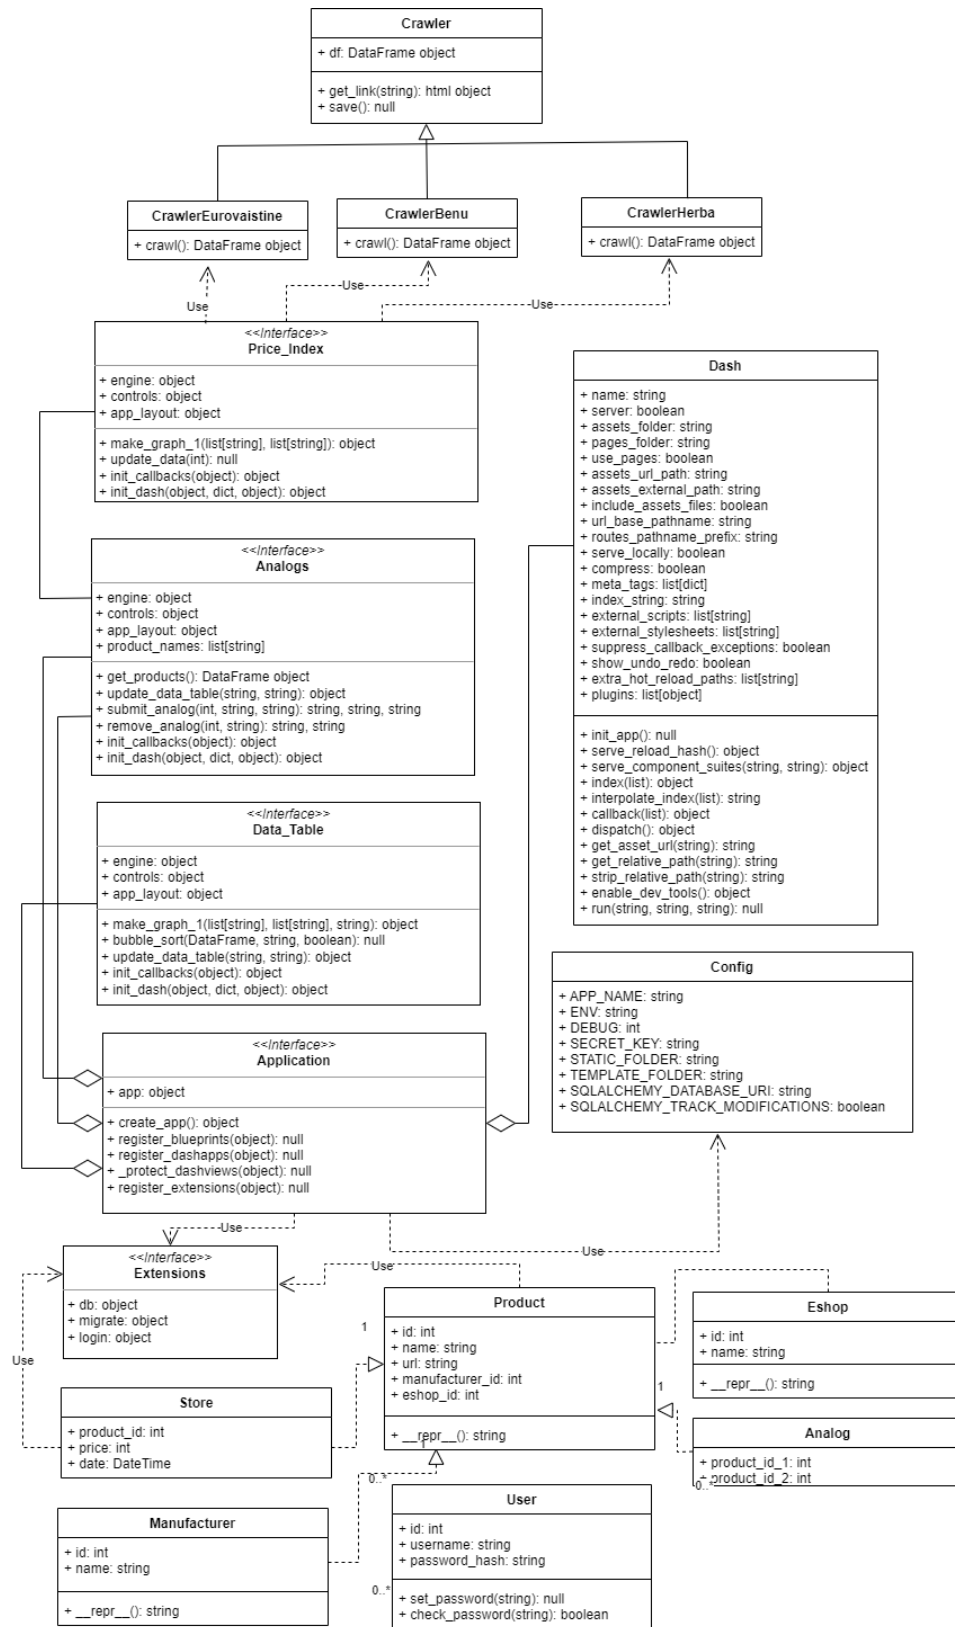 Crawler
+ df: DataFrame object
+ get_link(string): html object
+ save(): null
CrawlerEurovaistine
+ crawl(): DataFrame object
CrawlerBenu
+ crawl(): DataFrame object
CrawlerHerba
+ crawl(): DataFrame object
Use
Use
Use
<<Interface>>
Price_Index
+ engine: object
+ controls: object
+ app_layout: object
+ make_graph_1(list[string], list[string]): object
+ update_data(int): null
+ init_callbacks(object): object
+ init_dash(object, dict, object): object
Dash
+ name: string
+ server: boolean
+ assets_folder: string
+ pages_folder: string
+ use_pages: boolean
+ assets_url_path: string
+ assets_external_path: string
+ include_assets_files: boolean
+ url_base_pathname: string
+ routes_pathname_prefix: string
+ serve_locally: boolean
+ compress: boolean
+ meta_tags: list[dict]
+ index_string: string
+ external_scripts: list[string]
+ external_stylesheets: list[string]
+ suppress_callback_exceptions: boolean
+ show_undo_redo: boolean
+ extra_hot_reload_paths: list[string]
+ plugins: list[object]
+ init_app(): null
+ serve_reload_hash(): object
+ serve_component_suites(string, string): object
+ index(list): object
+ interpolate_index(list): string
+ callback(list): object
+ dispatch(): object
+ get_asset_url(string): string
+ get_relative_path(string): string
+ strip_relative_path(string): string
+ enable_dev_tools(): object
+ run(string, string, string): null
<<Interface>>
Analogs
+ engine: object
+ controls: object
+ app_layout: object
+ product_names: list[string]
+ get_products(): DataFrame object
+ update_data_table(string, string): object
+ submit_analog(int, string, string): string, string, string
+ remove_analog(int, string): string, string
+ init_callbacks(object): object
+ init_dash(object, dict, object): object
<<Interface>>
Data_Table
+ engine: object
+ controls: object
+ app_layout: object
+ make_graph_1(list[string], list[string], string): object
+ bubble_sort(DataFrame, string, boolean): null
+ update_data_table(string, string): object
+ init_callbacks(object): object
+ init_dash(object, dict, object): object
Config
+ APP_NAME: string
+ ENV: string
+ DEBUG: int
+ SECRET_KEY: string
+ STATIC_FOLDER: string
+ TEMPLATE_FOLDER: string
+ SQLALCHEMY_DATABASE_URI: string
+ SQLALCHEMY_TRACK_MODIFICATIONS: boolean
<<Interface>>
Application
+ app: object
+ create_app(): object
+ register_blueprints(object): null
+ register_dashapps(object): null
+ _protect_dashviews(object): null
+ register_extensions(object): null
Use
Use
<<Interface>>
Extensions
+ db: object
+ migrate: object
+ login: object
Use
Use
Product
+ id: int
+ name: string
+ url: string
+ manufacturer_id: int
+ eshop_id: int
+ __repr__(): string
1
1
1
Eshop
+ id: int
+ name: string
+ __repr__(): string
Store
+ product_id: int
+ price: int
+ date: DateTime
Analog
+ product_id_1: int
+ product_id_2: int
0..*
0..*
Manufacturer
+ id: int
+ name: string
+ __repr__(): string
User
+ id: int
+ username: string
+ password_hash: string
0..*
+ set_password(string): null
+ check_password(string): boolean